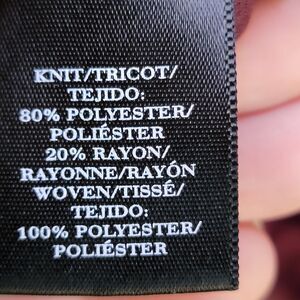 KNIT/TRICOT/
TEJIDO:
80% POLYESTER/
POLIÉSTER
20% RAYON/
RAYONNE/RAYÓN
WOVEN/TISSÉ/
TEJIDO:
100% POLYESTER/
POLIÉSTER